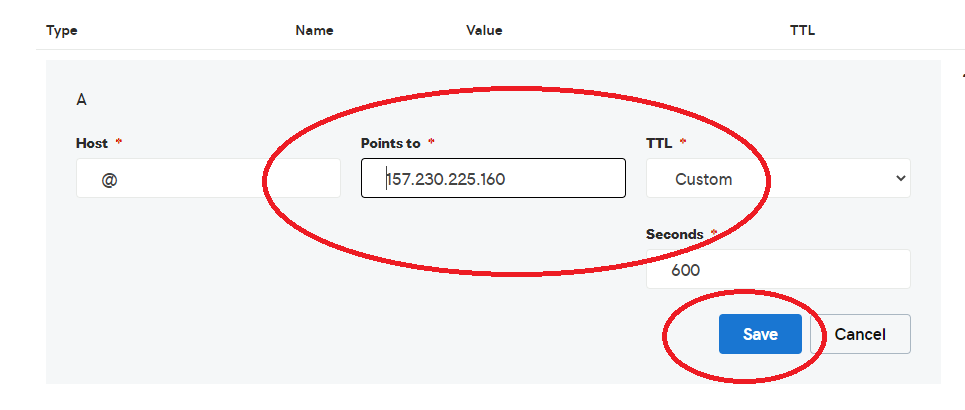 Type Name Value TTL
A
Host * Points to * TTL *
@ 157.230.225.160 Custom
Seconds *
600
Save Cancel